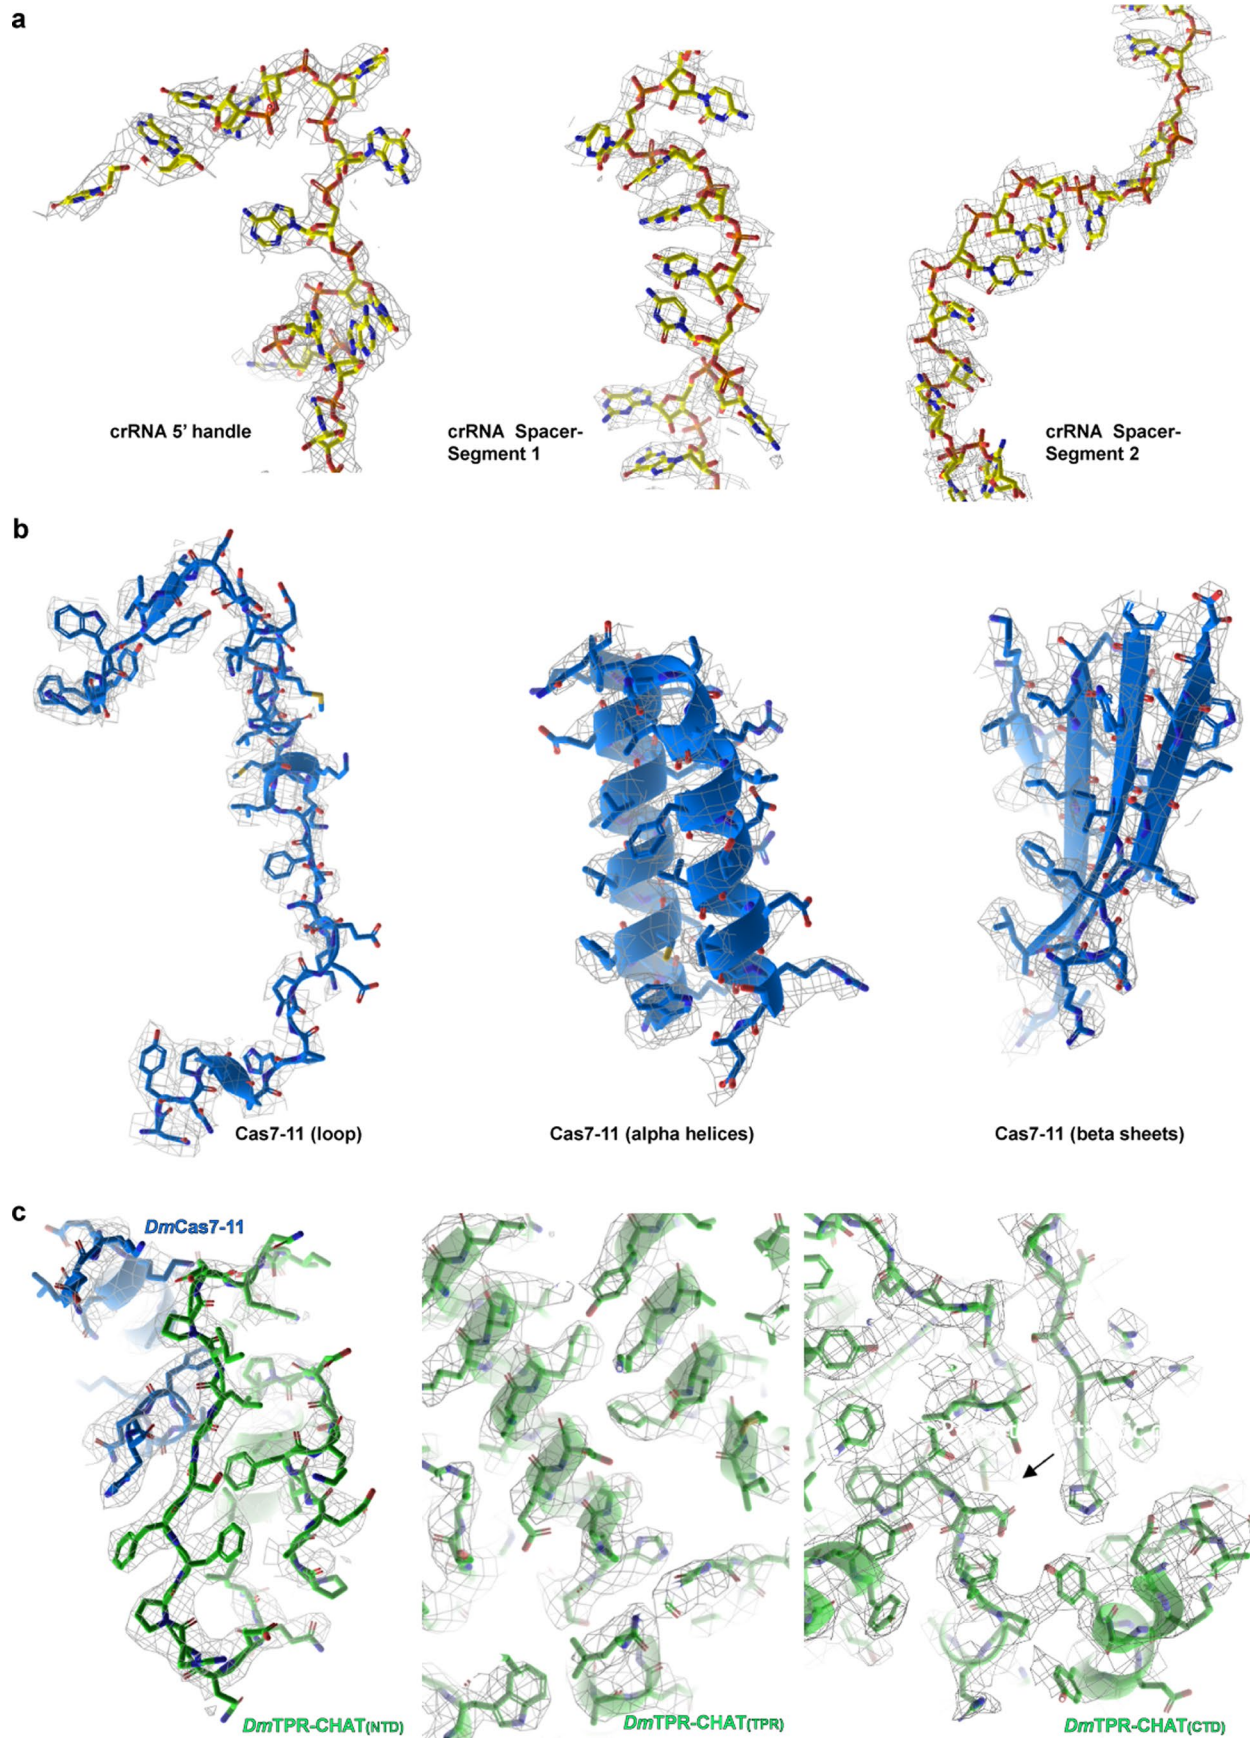 a
crRNA 5’ handle
crRNA Spacer-
Segment 1
crRNA Spacer-
Segment 2
b
Cas7-11 (loop)
Cas7-11 (alpha helices)
Cas7-11 (beta sheets)
c
DmCas7-11
DmTPR-CHAT(NTD)
DmTPR-CHAT(TPR)
DmTPR-CHAT(CTD)